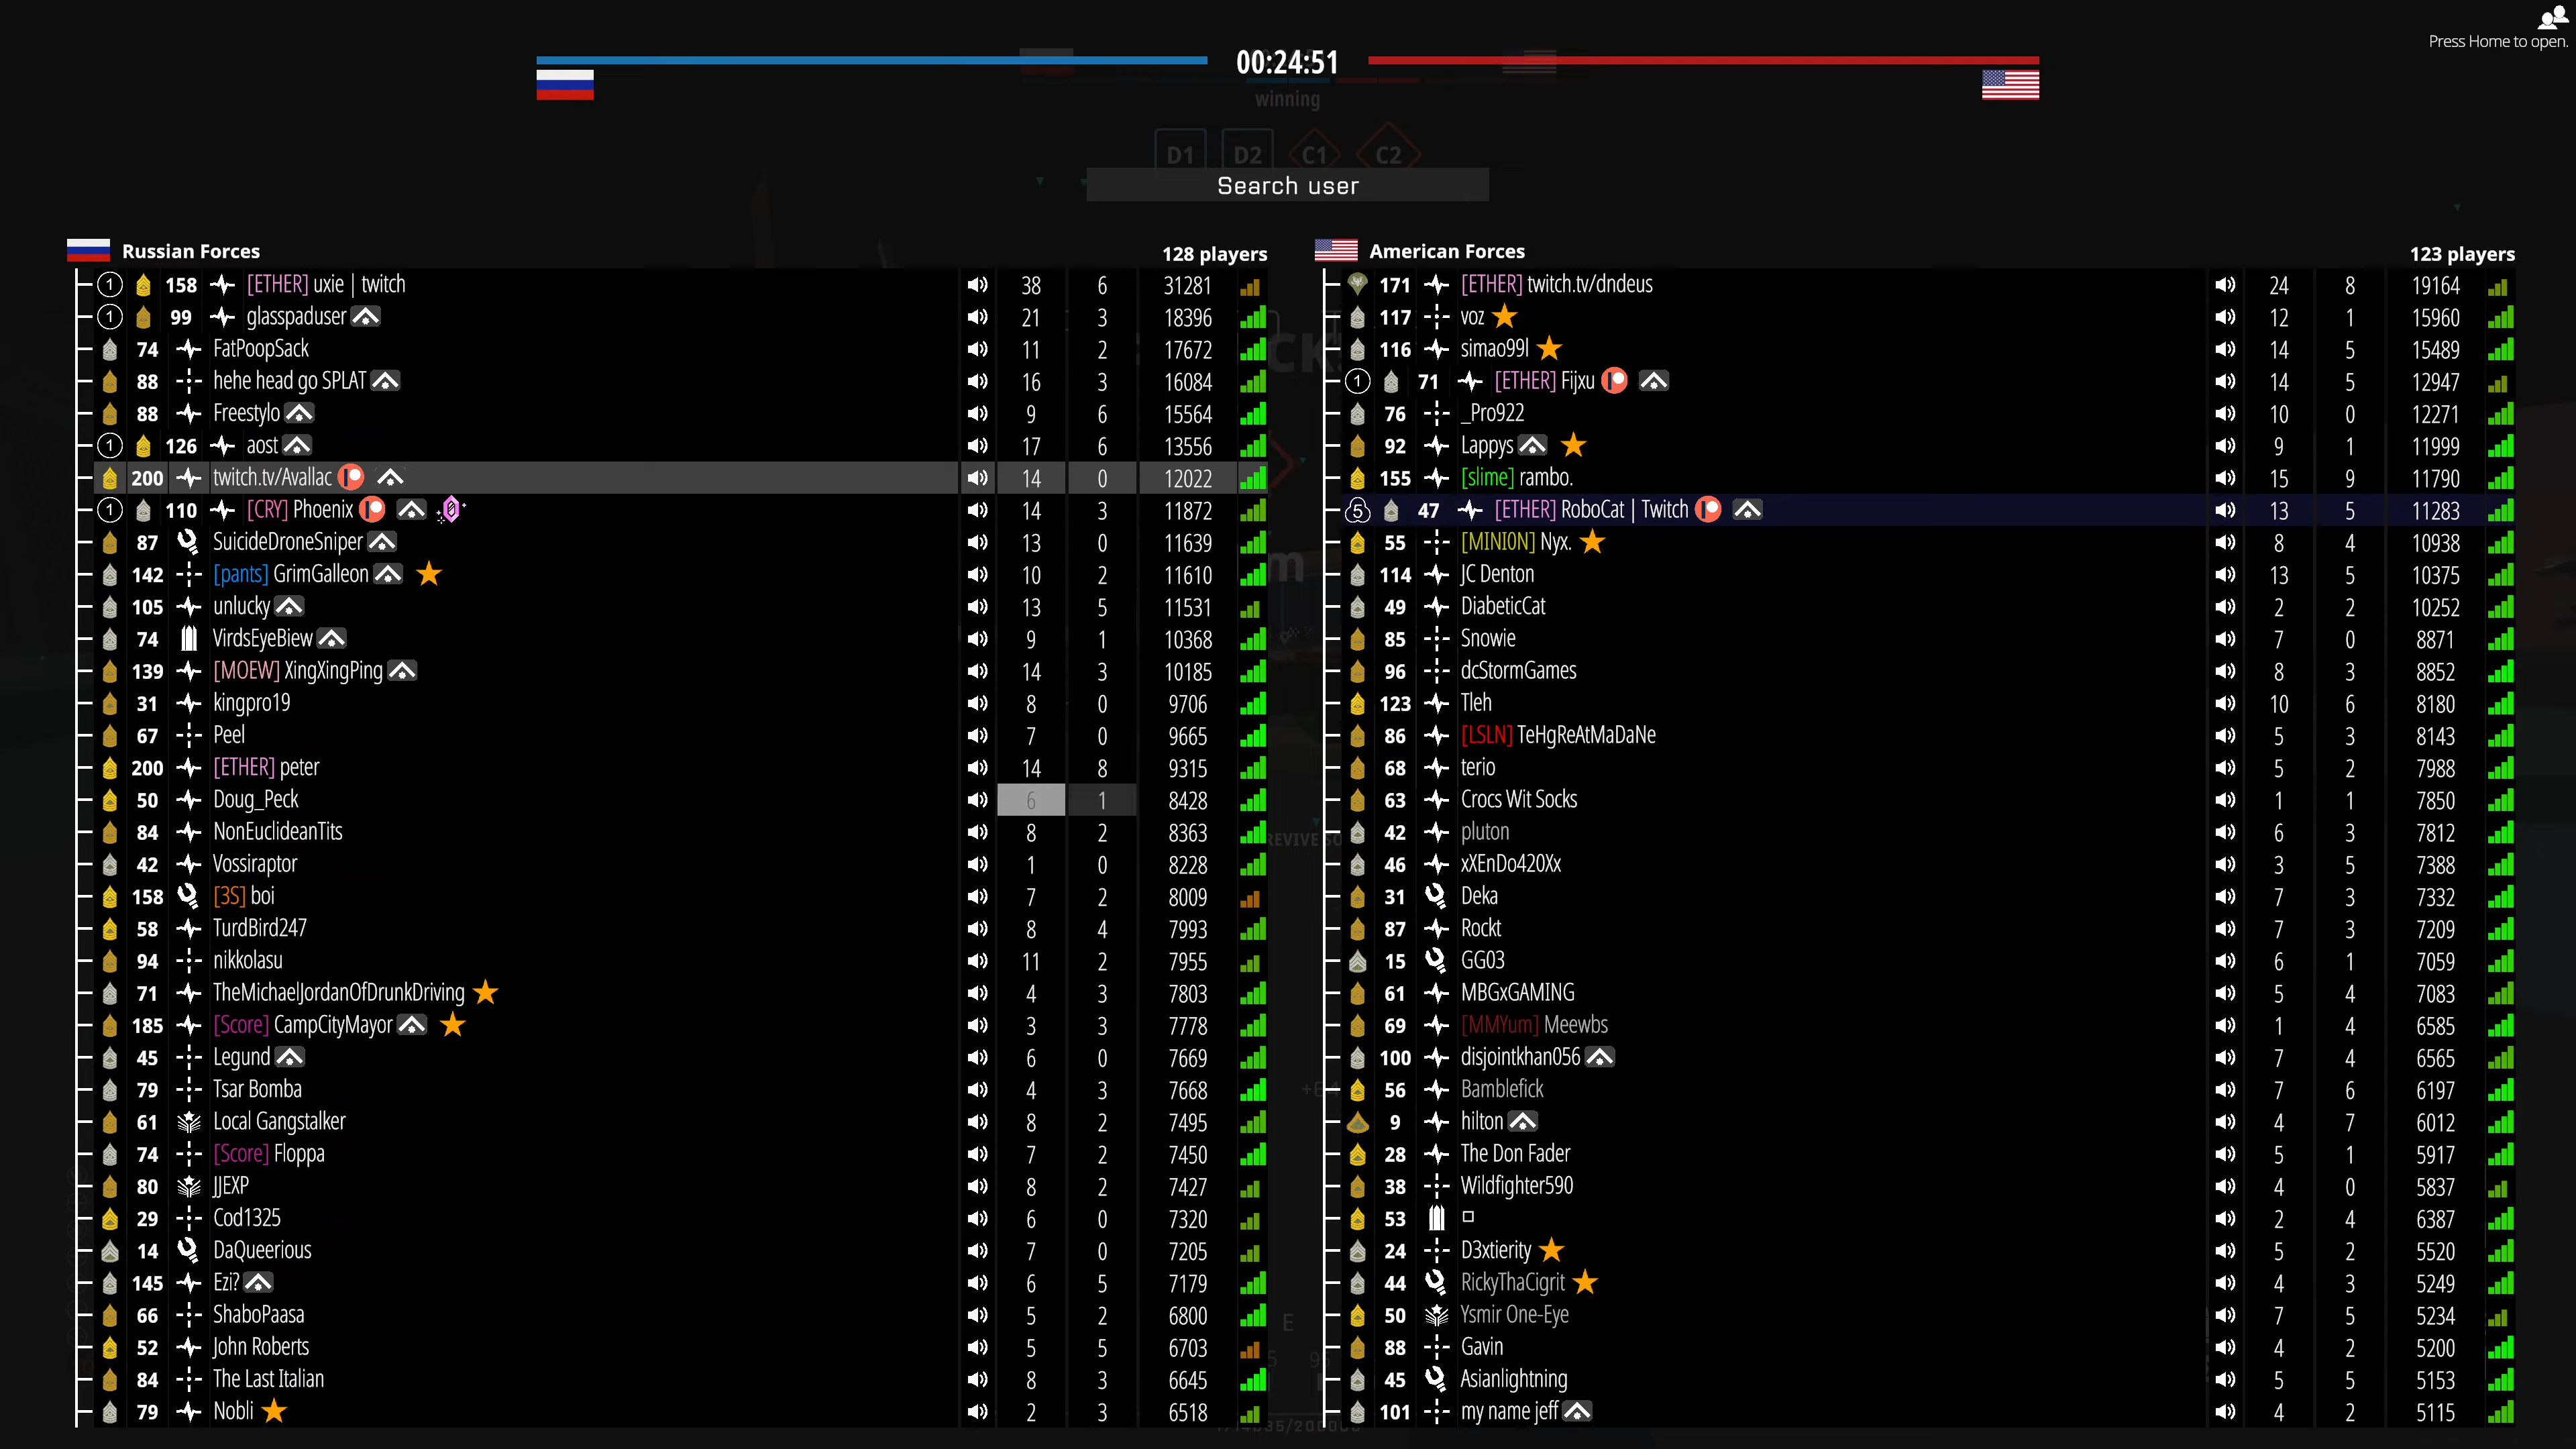 Press Home to open.
00:24:51
winning
D1 D2 C1 C2
Search user
Russian Forces 128 players
1 158 [ETHER] uxie | twitch 38 6 31281
1 99 glasspaduser 21 3 18396
74 FatPoopSack 11 2 17672
88 hehe head go SPLAT 16 3 16084
88 Freestylo 9 6 15564
1 126 aost 17 6 13556
200 twitch.tv/Avallac 14 0 12022
1 110 [CRY] Phoenix 14 3 11872
87 SuicideDroneSniper 13 0 11639
142 [pants] GrimGalleon 10 2 11610
105 unlucky 13 5 11531
74 VirdsEyeBiew 9 1 10368
139 [MOEW] XingXingPing 14 3 10185
31 kingpro19 8 0 9706
67 Peel 7 0 9665
200 [ETHER] peter 14 8 9315
50 Doug_Peck 6 1 8428
84 NonEuclideanTits 8 2 8363
42 Vossiraptor 1 0 8228
158 [3S] boi 7 2 8009
58 TurdBird247 8 4 7993
94 nikkolasu 11 2 7955
71 TheMichaelJordanOfDrunkDriving 4 3 7803
185 [Score] CampCityMayor 3 3 7778
45 Legund 6 0 7669
79 Tsar Bomba 4 3 7668
61 Local Gangstalker 8 2 7495
74 [Score] Floppa 7 2 7450
80 JJEXP 8 2 7427
29 Cod1325 6 0 7320
14 DaQueerious 7 0 7205
145 Ezi? 6 5 7179
66 ShaboPaasa 5 2 6800
52 John Roberts 5 5 6703
84 The Last Italian 8 3 6645
79 Nobli 2 3 6518
American Forces 123 players
171 [ETHER] twitch.tv/dndeus 24 8 19164
117 voz 12 1 15960
116 simao99l 14 5 15489
1 71 [ETHER] Fijxu 14 5 12947
76 _Pro922 10 0 12271
92 Lappys 9 1 11999
155 [slime] rambo. 15 9 11790
5 47 [ETHER] RoboCat | Twitch 13 5 11283
55 [MINI0N] Nyx. 8 4 10938
114 JC Denton 13 5 10375
49 DiabeticCat 2 2 10252
85 Snowie 7 0 8871
96 dcStormGames 8 3 8852
123 Tleh 10 6 8180
86 [LSLN] TeHgReAtMaDaNe 5 3 8143
68 terio 5 2 7988
63 Crocs Wit Socks 1 1 7850
42 pluton 6 3 7812
46 xXEnDo420Xx 3 5 7388
31 Deka 7 3 7332
87 Rockt 7 3 7209
15 GG03 6 1 7059
61 MBGxGAMING 5 4 7083
69 [MMYum] Meewbs 1 4 6585
100 disjointkhan056 7 4 6565
56 Bamblefick 7 6 6197
9 hilton 4 7 6012
28 The Don Fader 5 1 5917
38 Wildfighter590 4 0 5837
53 □ 2 4 6387
24 D3xtierity 5 2 5520
44 RickyThaCigrit 4 3 5249
50 Ysmir One-Eye 7 5 5234
88 Gavin 4 2 5200
45 Asianlightning 5 5 5153
101 my name jeff 4 2 5115